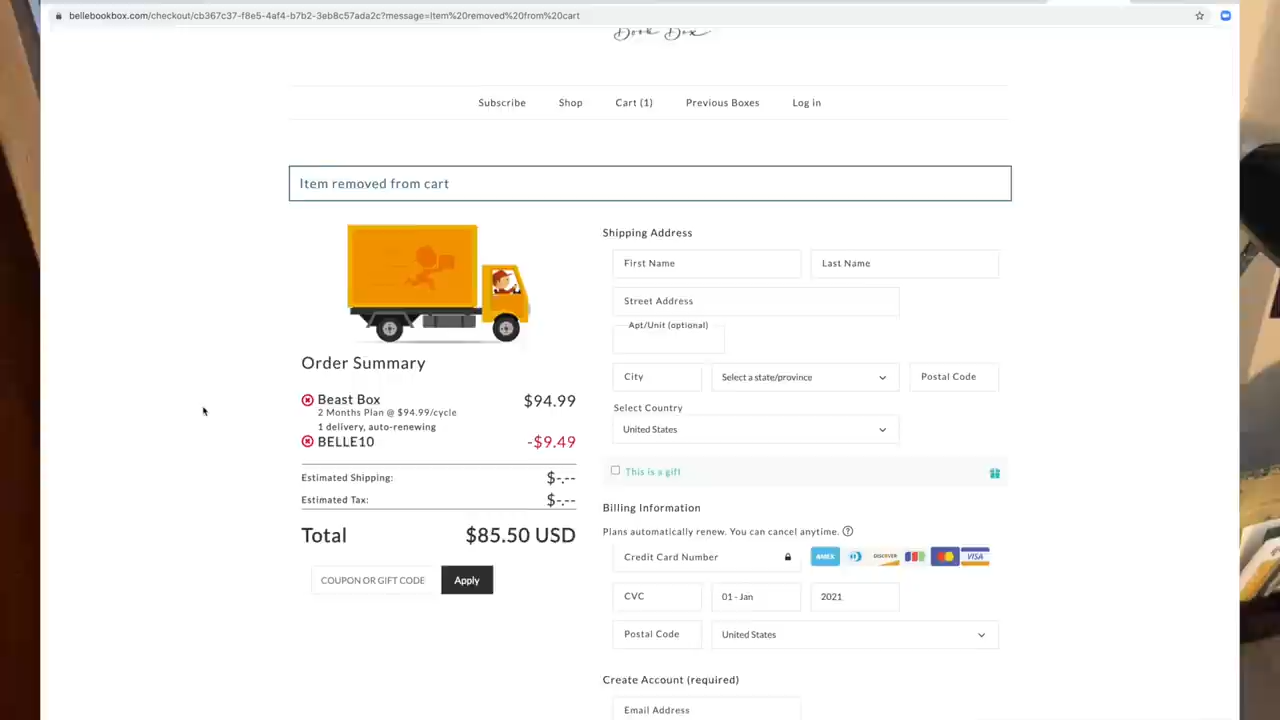 bellebookbox.com/checkout/cb367c37-f8e5-4af4-b7b2-3eb8c57ada2c?message=Item%20removed%20from%20cart
Book Box
Subscribe Shop Cart (1) Previous Boxes Log in
Item removed from cart
Order Summary
Beast Box $94.99
2 Months Plan @ $94.99/cycle
1 delivery, auto-renewing
BELLE10 -$9.49
Estimated Shipping: $-.--
Estimated Tax: $-.--
Total $85.50 USD
COUPON OR GIFT CODE Apply
Shipping Address
First Name Last Name
Street Address
Apt/Unit (optional)
City Select a state/province Postal Code
Select Country
United States
This is a gift
Billing Information
Plans automatically renew. You can cancel anytime.
Credit Card Number AMEX DISCOVER VISA
CVC 01 - Jan 2021
Postal Code United States
Create Account (required)
Email Address